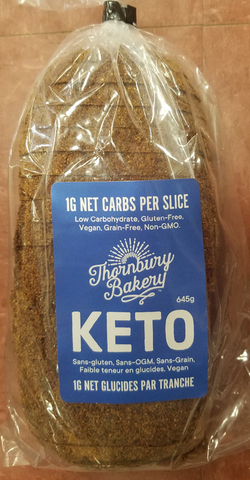 1G NET CARBS PER SLICE
Low Carbohydrate, Gluten-Free,
Vegan, Grain-Free, Non-GMO.
Thornbury
Bakery
645g
KETO
Sans-gluten, Sans-OGM, Sans-Grain,
Faible teneur en glucides, Vegan
1G NET GLUCIDES PAR TRANCHE